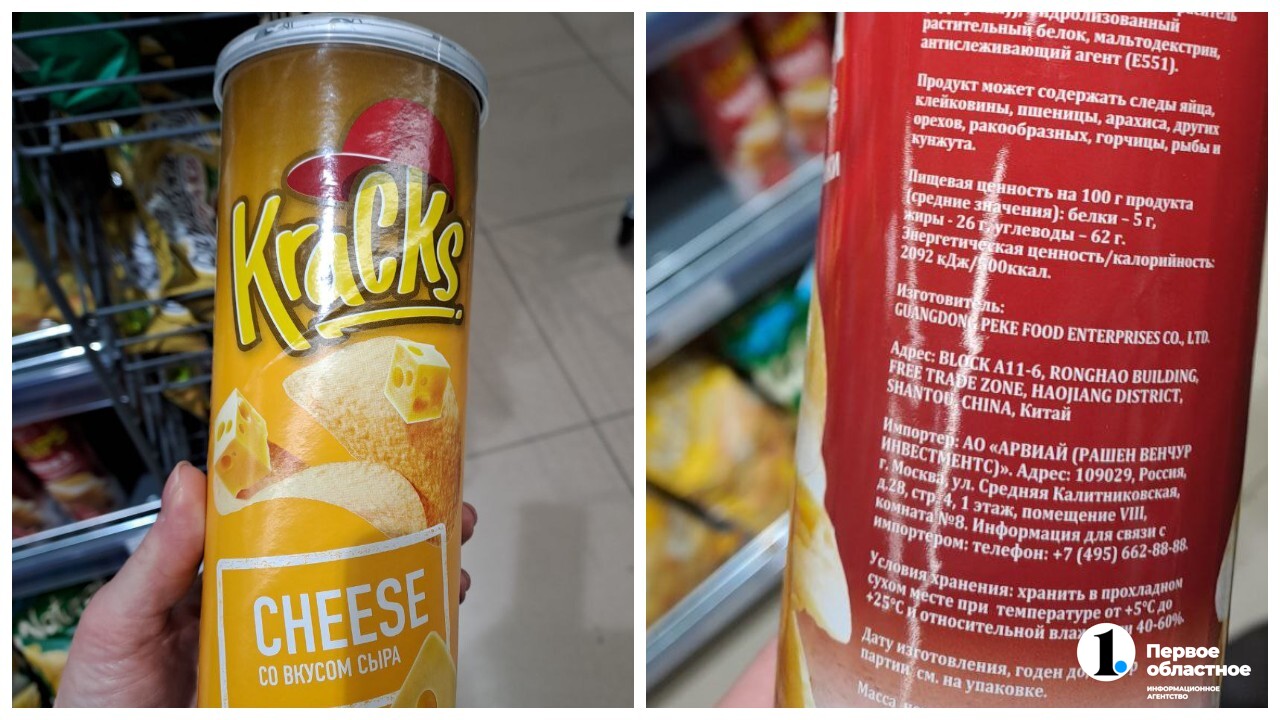 KracKs
CHEESE
СО ВКУСОМ СЫРА
гидролизованный
растительный белок, мальтодекстрин,
антислеживающий агент (Е551).
Продукт может содержать следы яйца,
клейковины, пшеницы, арахиса, других
орехов, ракообразных, горчицы, рыбы и
кунжута.
Пищевая ценность на 100 г продукта
(средние значения): белки – 5 г,
жиры - 26 г, углеводы – 62 г.
Энергетическая ценность/калорийность:
2092 кДж/500ккал.
Изготовитель:
GUANGDONG PEKE FOOD ENTERPRISES CO., LTD.
Адрес: BLOCK A11-6, RONGHAO BUILDING,
FREE TRADE ZONE, HAOJIANG DISTRICT,
SHANTOU, CHINA, Китай
Импортер: АО «АРВИАЙ (РАШЕН ВЕНЧУР
ИНВЕСТМЕНТС)». Адрес: 109029, Россия,
г. Москва, ул. Средняя Калитниковская,
д.28, стр. 4, 1 этаж, помещение VIII,
комната №8. Информация для связи с
импортером: телефон: +7 (495) 662-88-88.
Условия хранения: хранить в прохладном
сухом месте при температуре от +5°С до
+25°С и относительной 40-60%.
Дату изготовления, годен
партии см. на упаковке.
Масса
1.
Первое
областное
ИНФОРМАЦИОННОЕ
АГЕНТСТВО